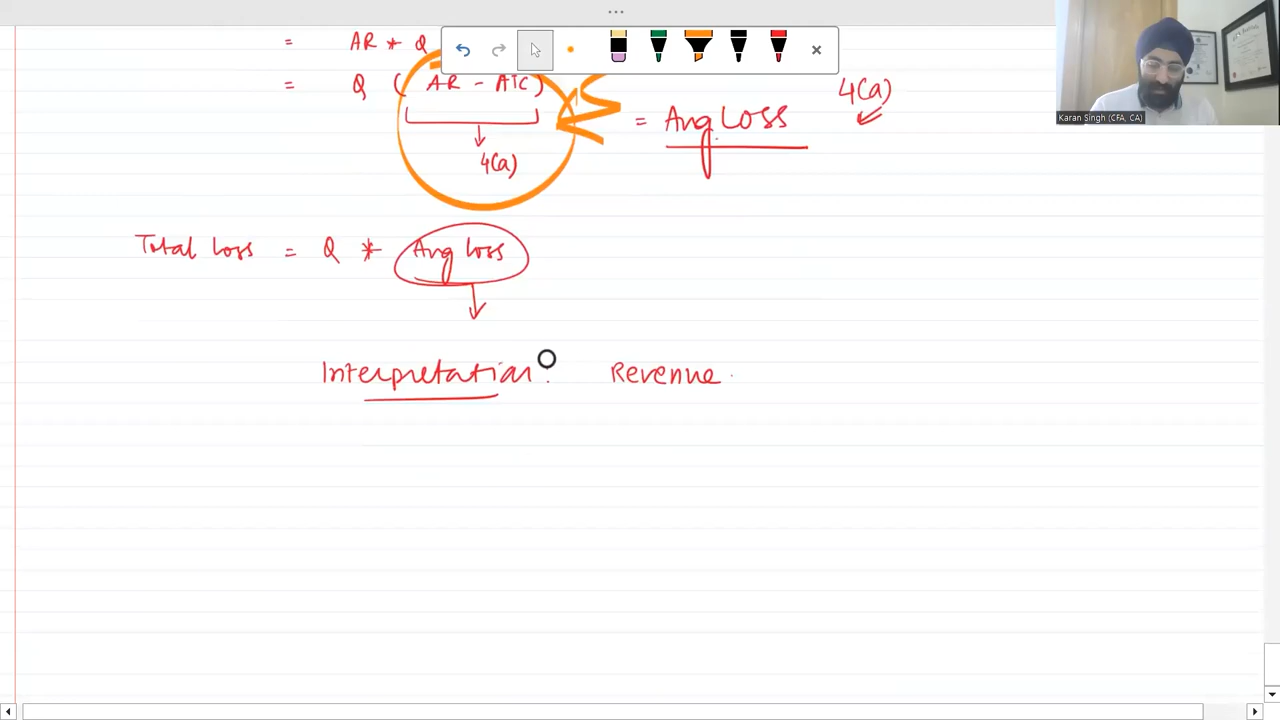 = AR * Q
= Q ( AR - ATC )
4(a)
= Avg Loss
4(a)
Karan Singh (CFA, CA)
Total loss = Q * Avg loss
Interpretation: Revenue